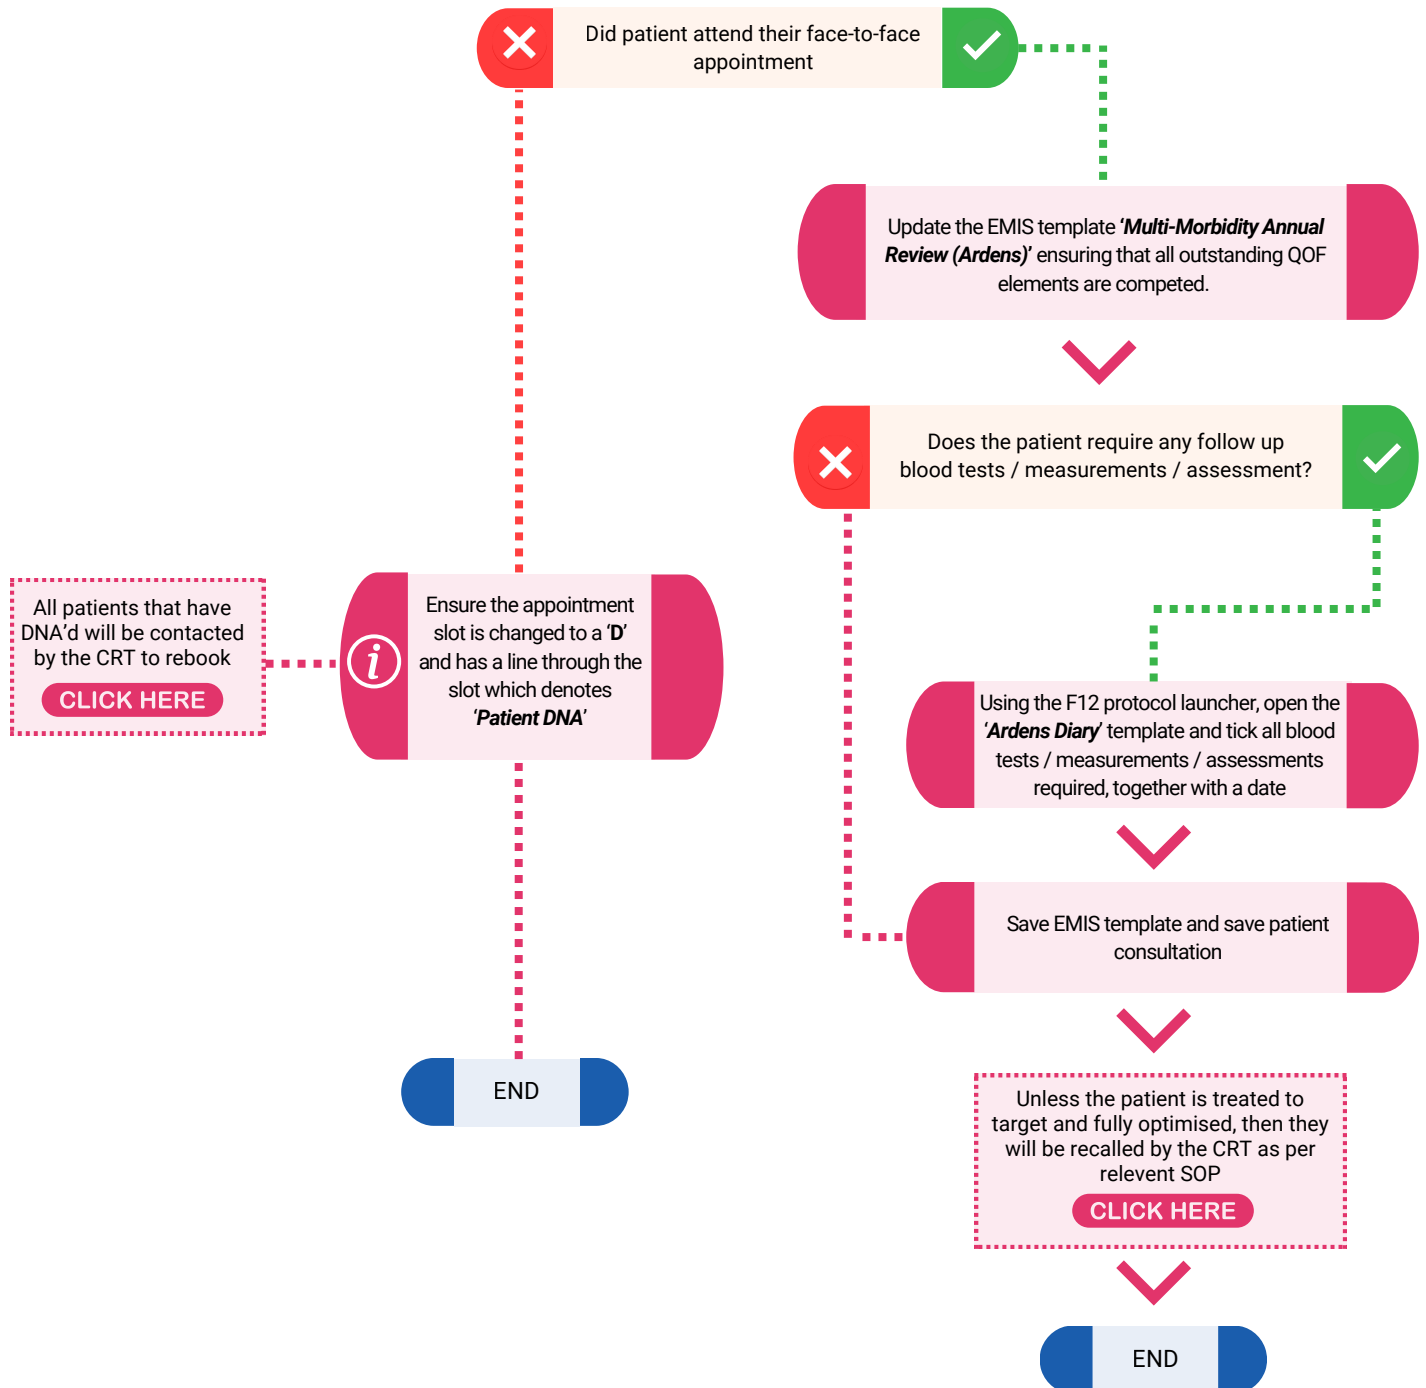 Did patient attend their face-to-face
appointment
Update the EMIS template ‘Multi-Morbidity Annual
Review (Ardens)’ ensuring that all outstanding QOF
elements are competed.
Does the patient require any follow up
blood tests / measurements / assessment?
All patients that have
DNA’d will be contacted
by the CRT to rebook
CLICK HERE
i
Ensure the appointment
slot is changed to a ‘D’
and has a line through the
slot which denotes
‘Patient DNA’
Using the F12 protocol launcher, open the
‘Ardens Diary’ template and tick all blood
tests / measurements / assessments
required, together with a date
Save EMIS template and save patient
consultation
END
Unless the patient is treated to
target and fully optimised, then they
will be recalled by the CRT as per
relevent SOP
CLICK HERE
END